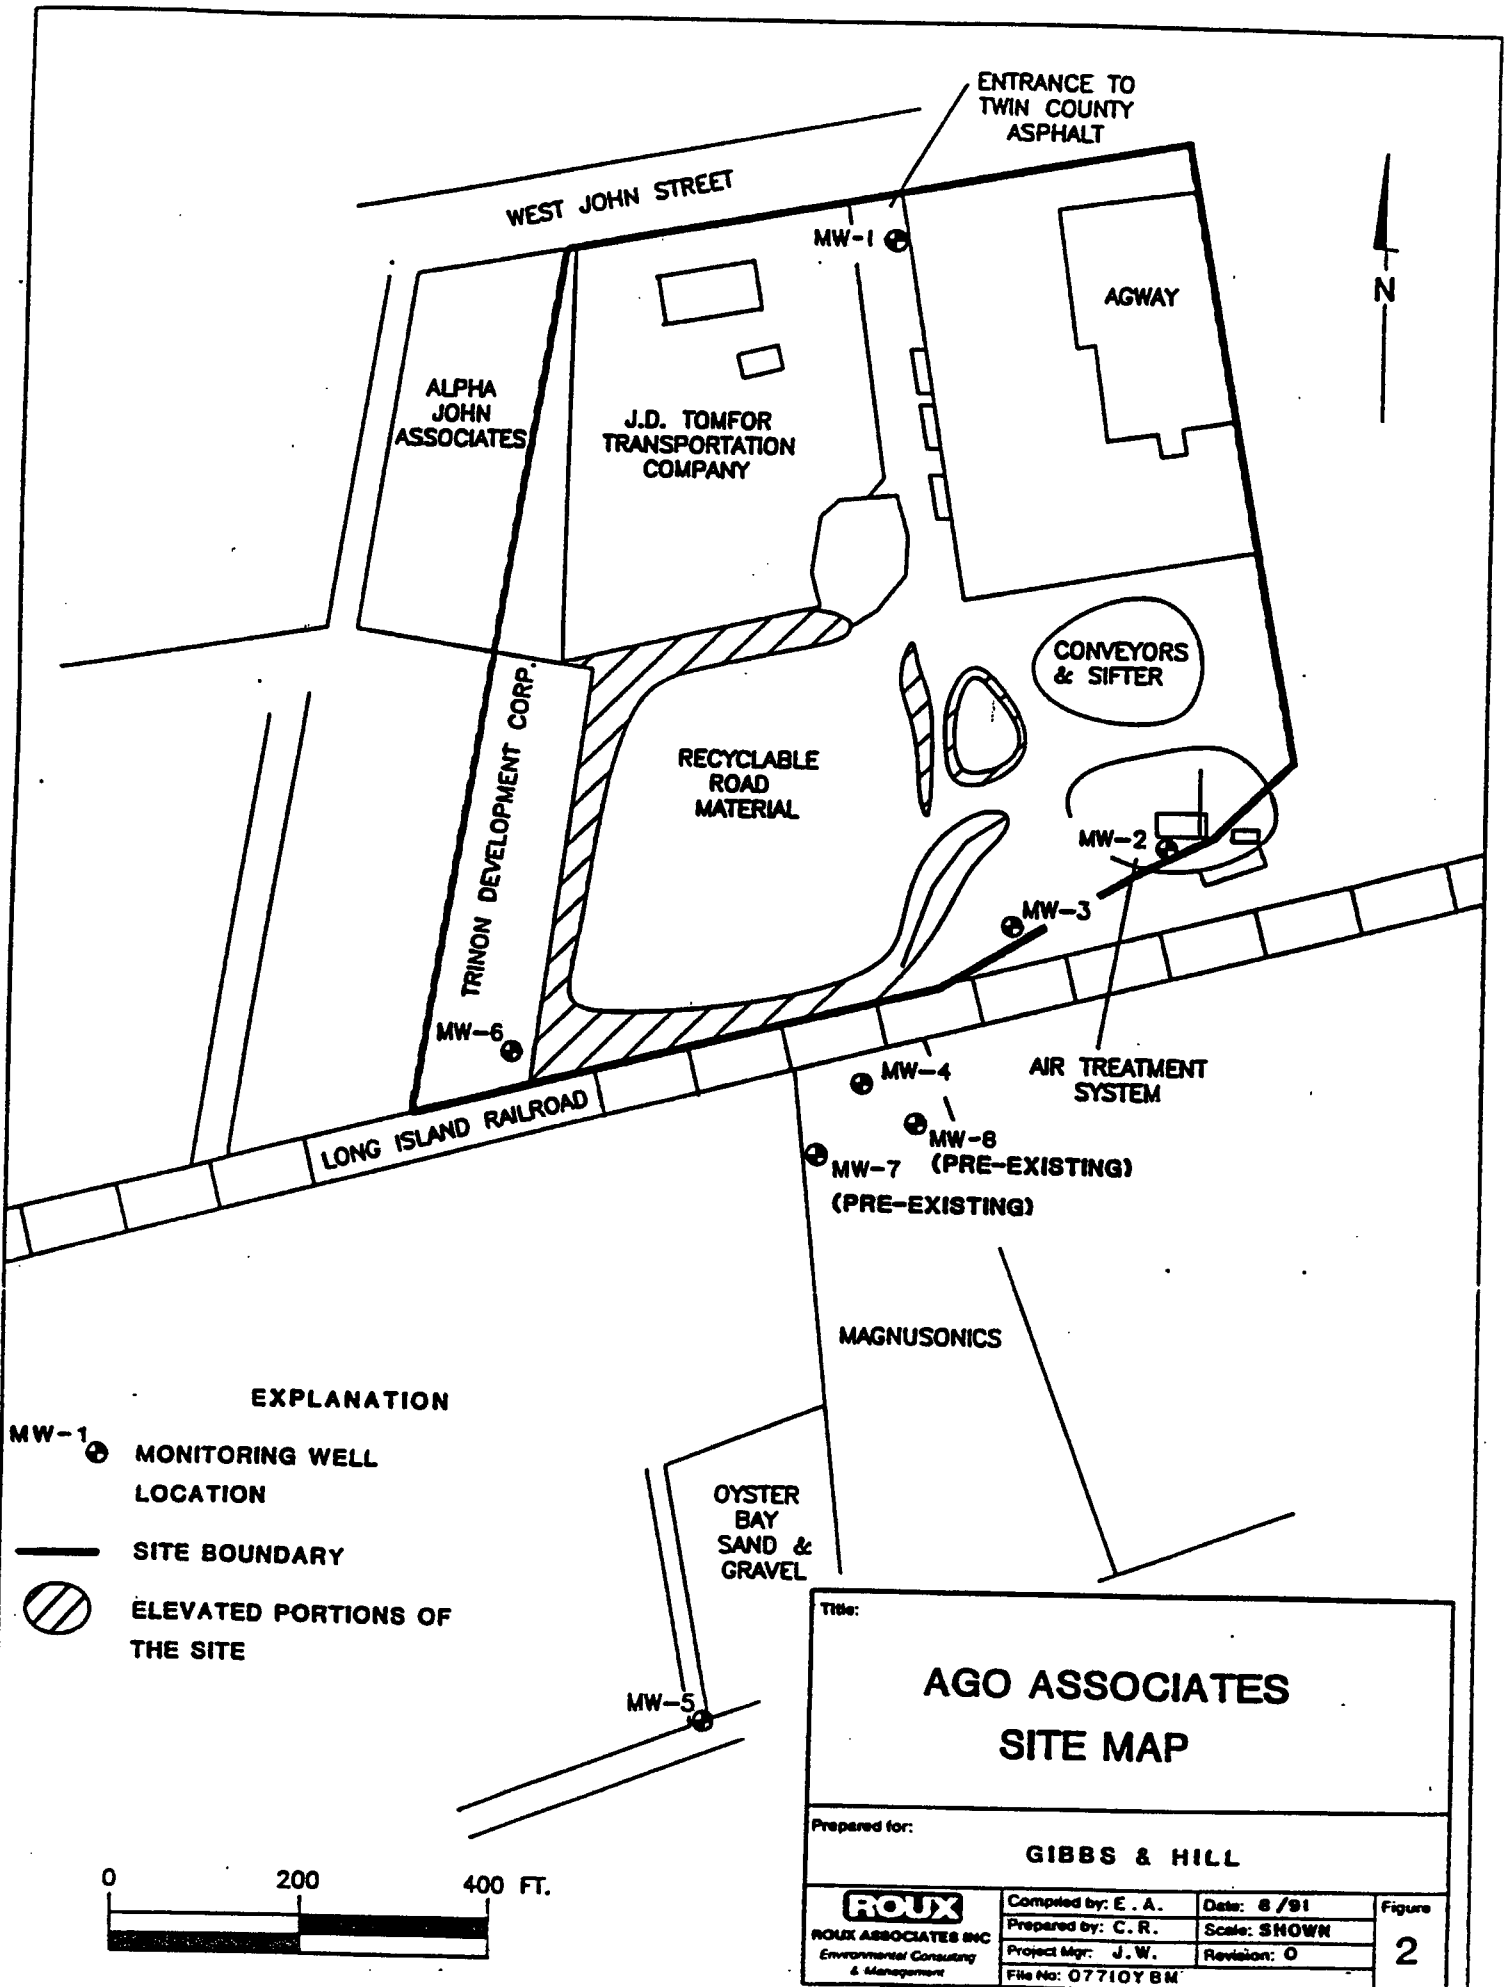 ENTRANCE TO
TWIN COUNTY
ASPHALT
WEST JOHN STREET
MW-1
AGWAY
N
ALPHA
JOHN
ASSOCIATES
J.D. TOMFOR
TRANSPORTATION
COMPANY
CONVEYORS
& SIFTER
TRINON DEVELOPMENT CORP.
RECYCLABLE
ROAD
MATERIAL
MW-2
MW-3
MW-6
AIR TREATMENT
SYSTEM
MW-4
LONG ISLAND RAILROAD
MW-8
(PRE-EXISTING)
MW-7
(PRE-EXISTING)
MAGNUSONICS
EXPLANATION
MW-1
MONITORING WELL
LOCATION
SITE BOUNDARY
ELEVATED PORTIONS OF
THE SITE
OYSTER
BAY
SAND &
GRAVEL
MW-5
0 200 400 FT.
Title:
AGO ASSOCIATES
SITE MAP
Prepared for:
GIBBS & HILL
ROUX
ROUX ASSOCIATES INC
Environmental Consulting
& Management
Compiled by: E.A.
Date: 8/91
Prepared by: C.R.
Scale: SHOWN
Project Mgr: J.W.
Revision: 0
File No: 07710YBM
Figure
2